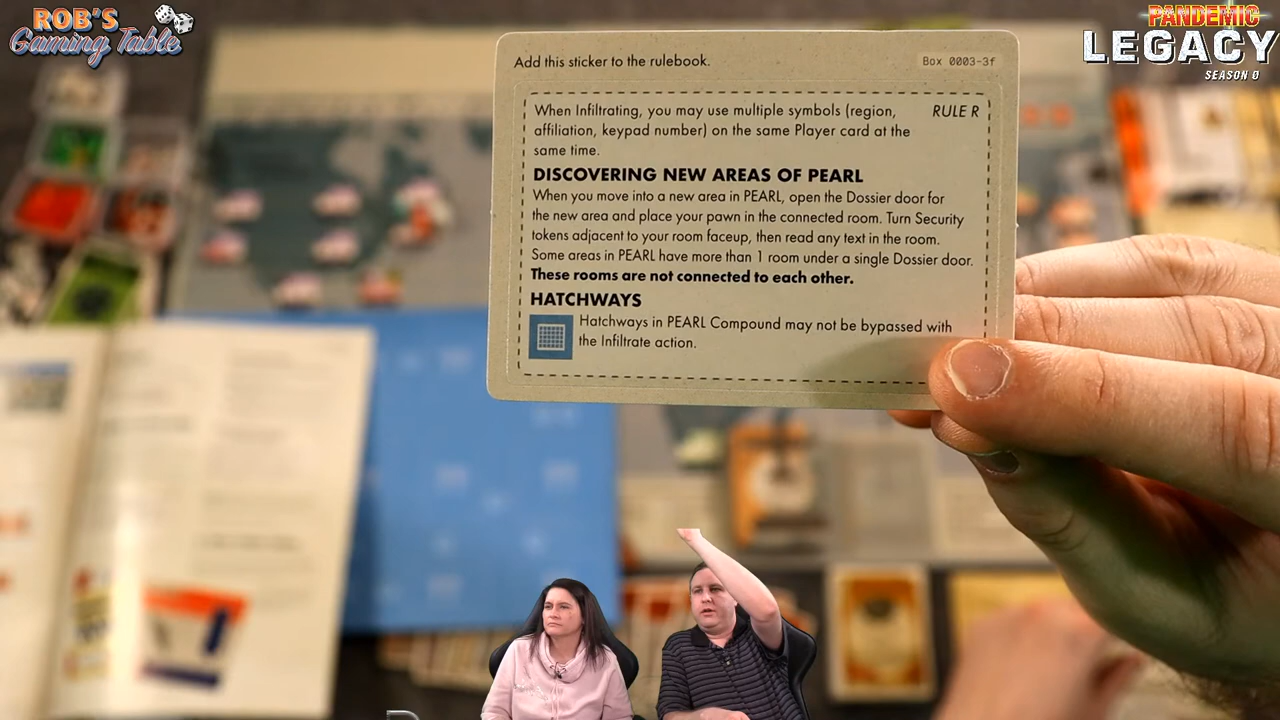 ROB'S
Gaming Table
PANDEMIC
LEGACY
SEASON 0
Add this sticker to the rulebook.
Box 0003-3f
When Infiltrating, you may use multiple symbols (region,
RULE R
affiliation, keypad number) on the same Player card at the
same time.
DISCOVERING NEW AREAS OF PEARL
When you move into a new area in PEARL, open the Dossier door for
the new area and place your pawn in the connected room. Turn Security
tokens adjacent to your room faceup, then read any text in the room.
Some areas in PEARL have more than 1 room under a single Dossier door.
These rooms are not connected to each other.
HATCHWAYS
Hatchways in PEARL Compound may not be bypassed with
the Infiltrate action.